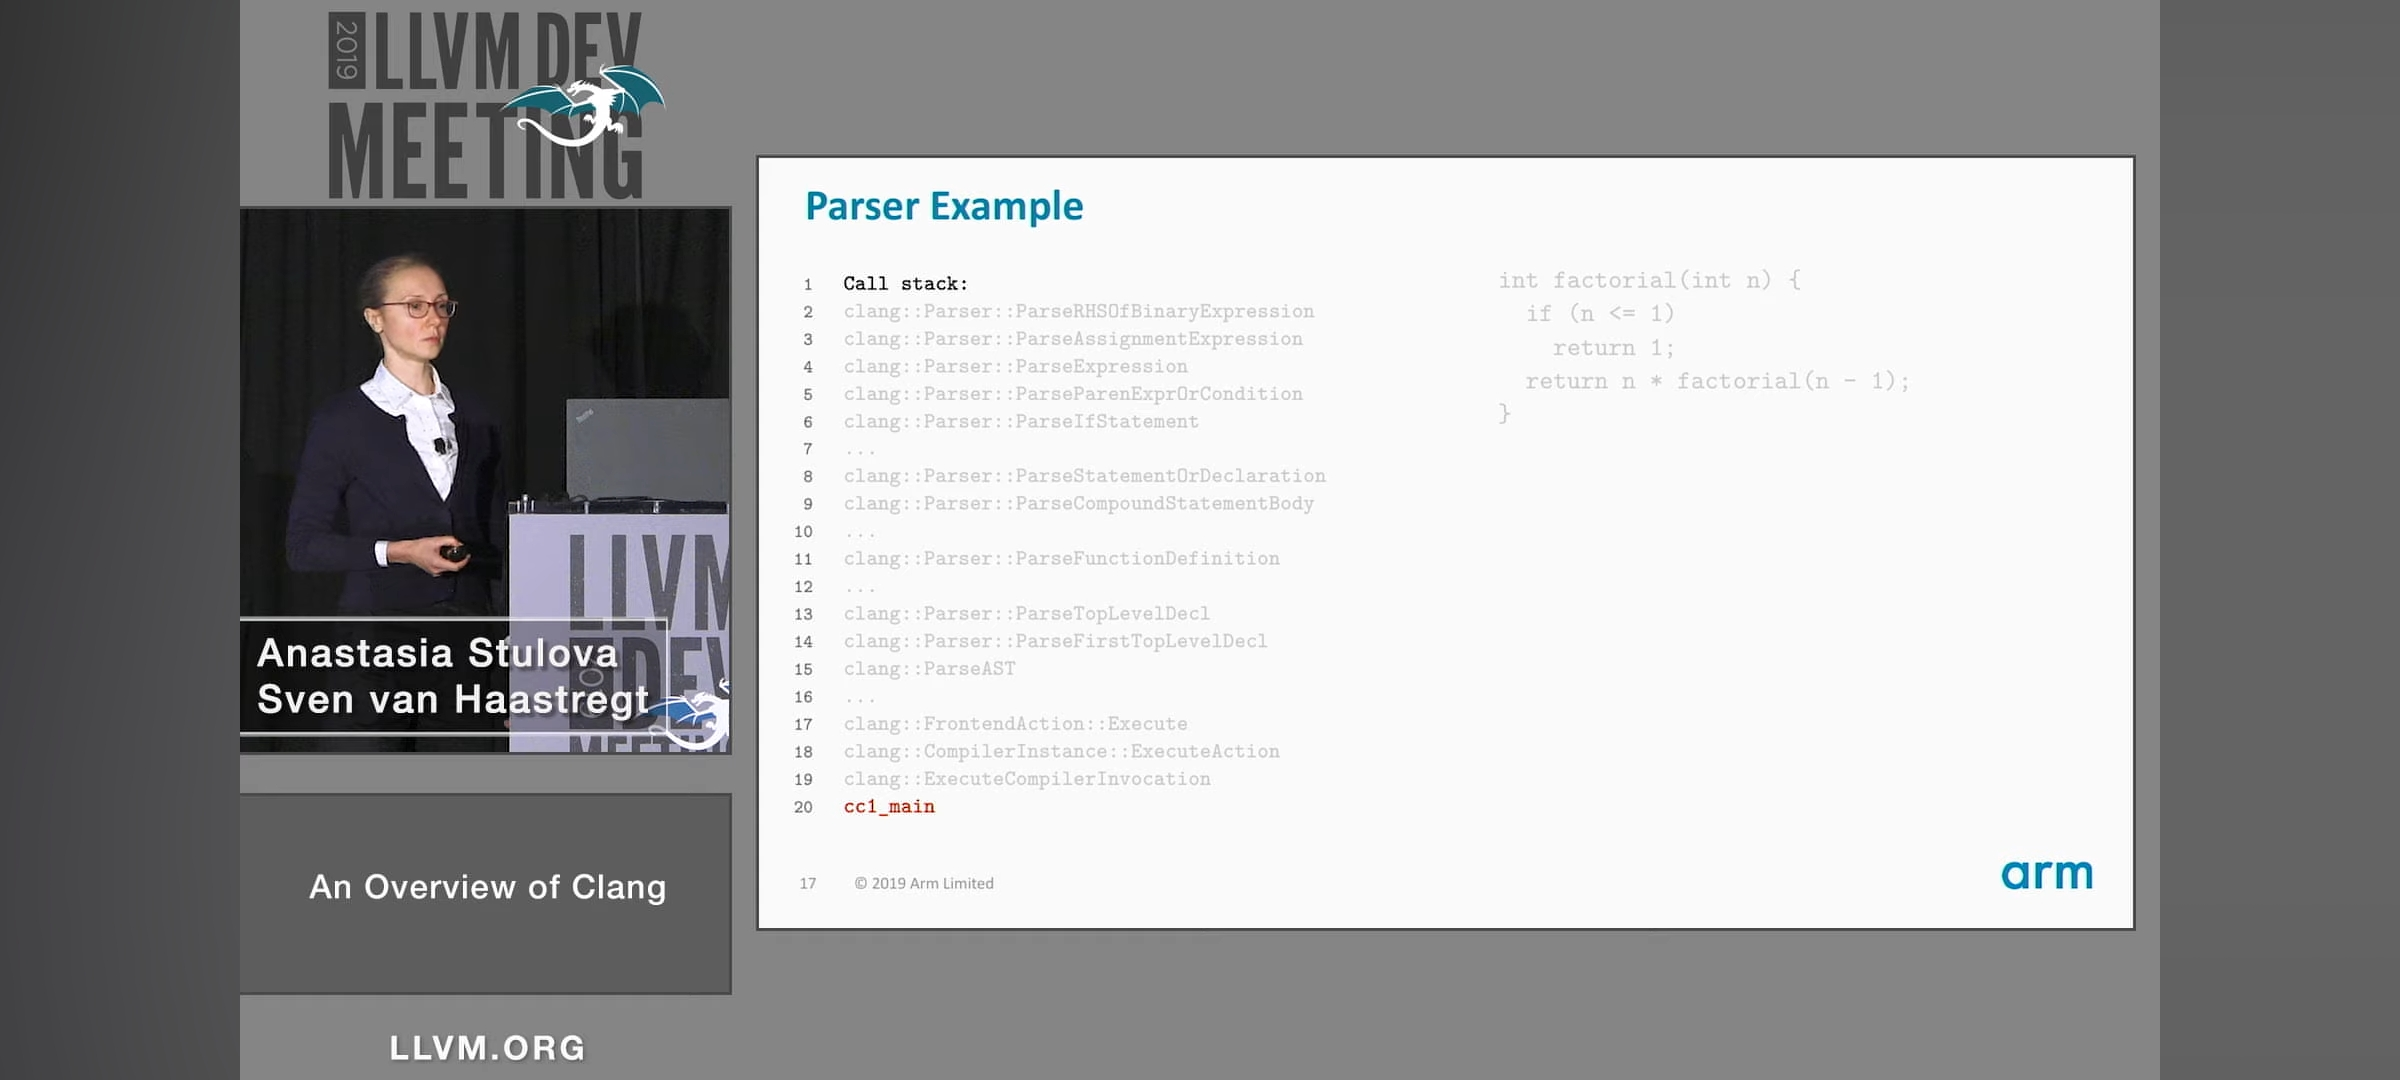 2019
LLVM DEV
MEETING
Parser Example
1 Call stack:
2 clang::Parser::ParseRHSOfBinaryExpression
3 clang::Parser::ParseAssignmentExpression
4 clang::Parser::ParseExpression
5 clang::Parser::ParseParenExprOrCondition
6 clang::Parser::ParseIfStatement
7 ...
8 clang::Parser::ParseStatementOrDeclaration
9 clang::Parser::ParseCompoundStatementBody
10 ...
11 clang::Parser::ParseFunctionDefinition
12 ...
13 clang::Parser::ParseTopLevelDecl
14 clang::Parser::ParseFirstTopLevelDecl
15 clang::ParseAST
16 ...
17 clang::FrontendAction::Execute
18 clang::CompilerInstance::ExecuteAction
19 clang::ExecuteCompilerInvocation
20 cc1_main
int factorial(int n) {
if (n <= 1)
return 1;
return n * factorial(n - 1);
}
17 © 2019 Arm Limited
arm
LLVM
DEV
MEETING
Anastasia Stulova
Sven van Haastregt
An Overview of Clang
LLVM.ORG